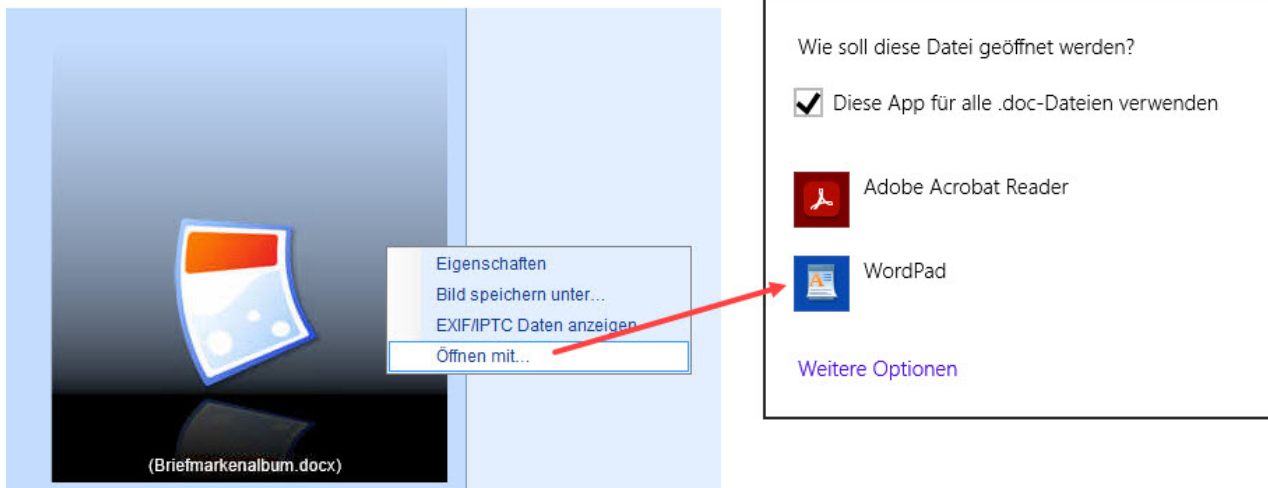 (Briefmarkenalbum.docx)
Eigenschaften
Bild speichern unter...
EXIF/IPTC Daten anzeigen
Öffnen mit...
Wie soll diese Datei geöffnet werden?
Diese App für alle .doc-Dateien verwenden
Adobe Acrobat Reader
WordPad
Weitere Optionen